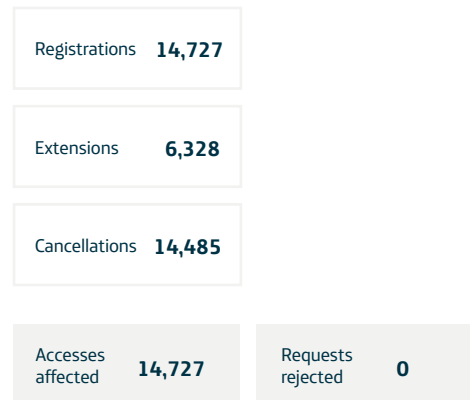 Registrations 14,727
Extensions 6,328
Cancellations 14,485
Accesses
affected 14,727
Requests
rejected 0